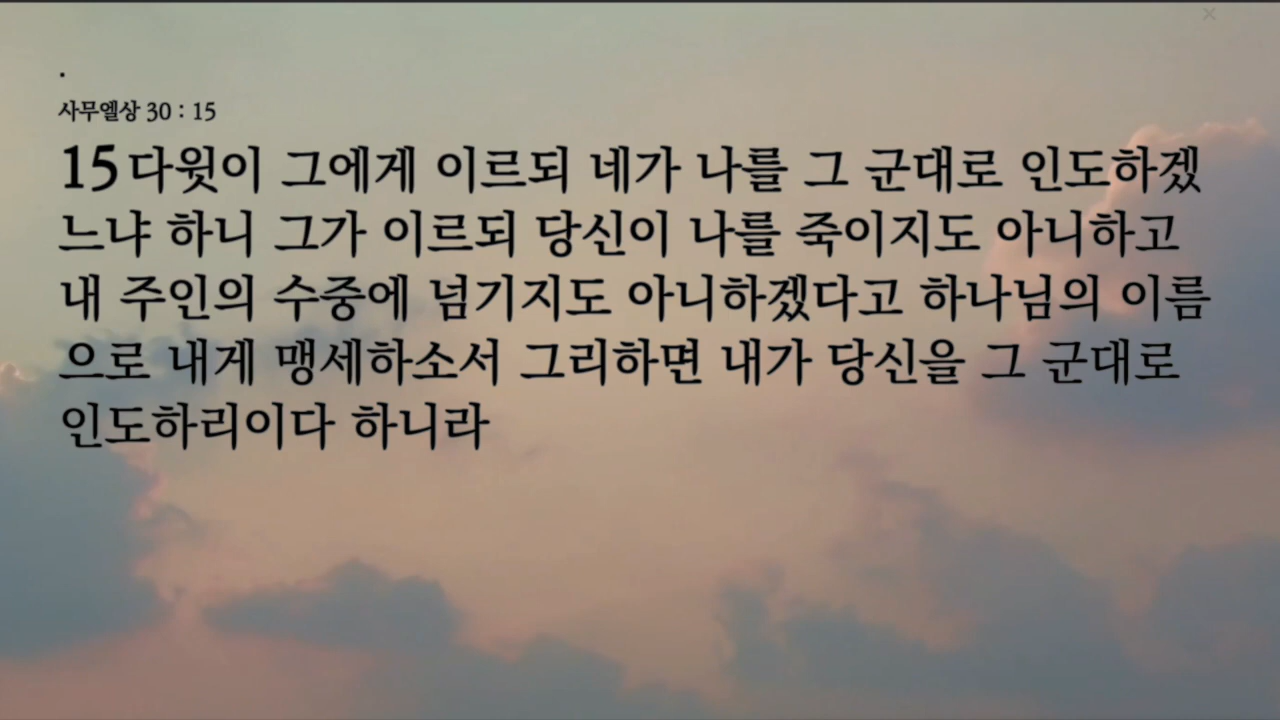 .
사무엘상 30 : 15
15 다윗이 그에게 이르되 네가 나를 그 군대로 인도하겠
느냐 하니 그가 이르되 당신이 나를 죽이지도 아니하고
내 주인의 수중에 넘기지도 아니하겠다고 하나님의 이름
으로 내게 맹세하소서 그리하면 내가 당신을 그 군대로
인도하리이다 하니라